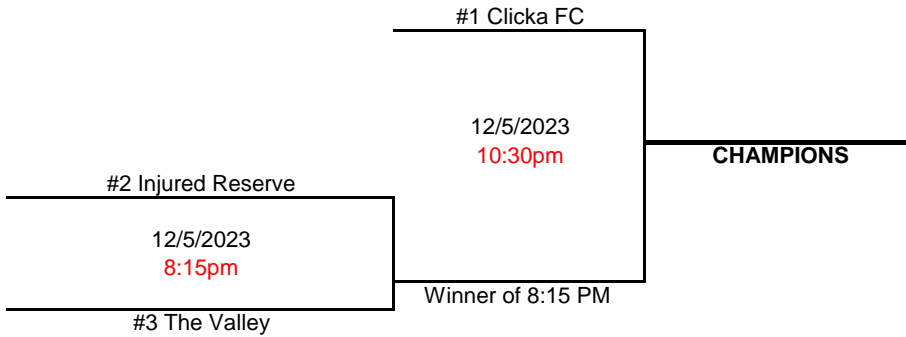 #1 Clicka FC
12/5/2023
10:30pm
CHAMPIONS
#2 Injured Reserve
12/5/2023
8:15pm
Winner of 8:15 PM
#3 The Valley